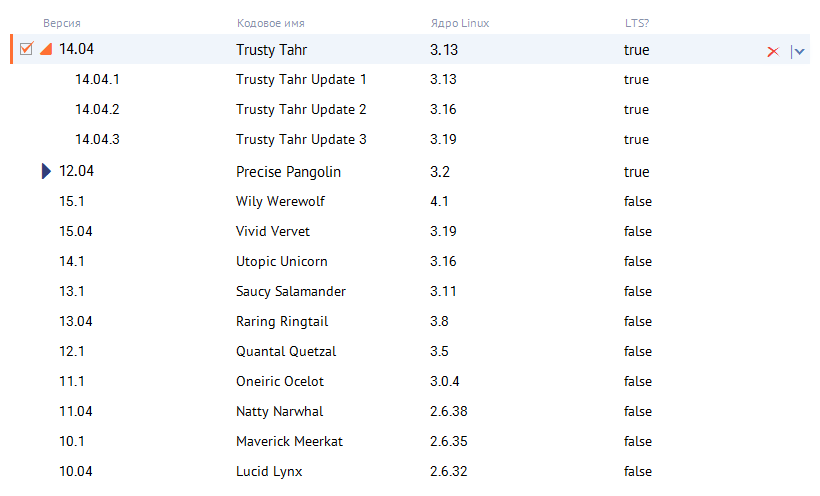 Версия Кодовое имя Ядро Linux LTS?
14.04 Trusty Tahr 3.13 true
14.04.1 Trusty Tahr Update 1 3.13 true
14.04.2 Trusty Tahr Update 2 3.16 true
14.04.3 Trusty Tahr Update 3 3.19 true
12.04 Precise Pangolin 3.2 true
15.1 Wily Werewolf 4.1 false
15.04 Vivid Vervet 3.19 false
14.1 Utopic Unicorn 3.16 false
13.1 Saucy Salamander 3.11 false
13.04 Raring Ringtail 3.8 false
12.1 Quantal Quetzal 3.5 false
11.1 Oneiric Ocelot 3.0.4 false
11.04 Natty Narwhal 2.6.38 false
10.1 Maverick Meerkat 2.6.35 false
10.04 Lucid Lynx 2.6.32 false